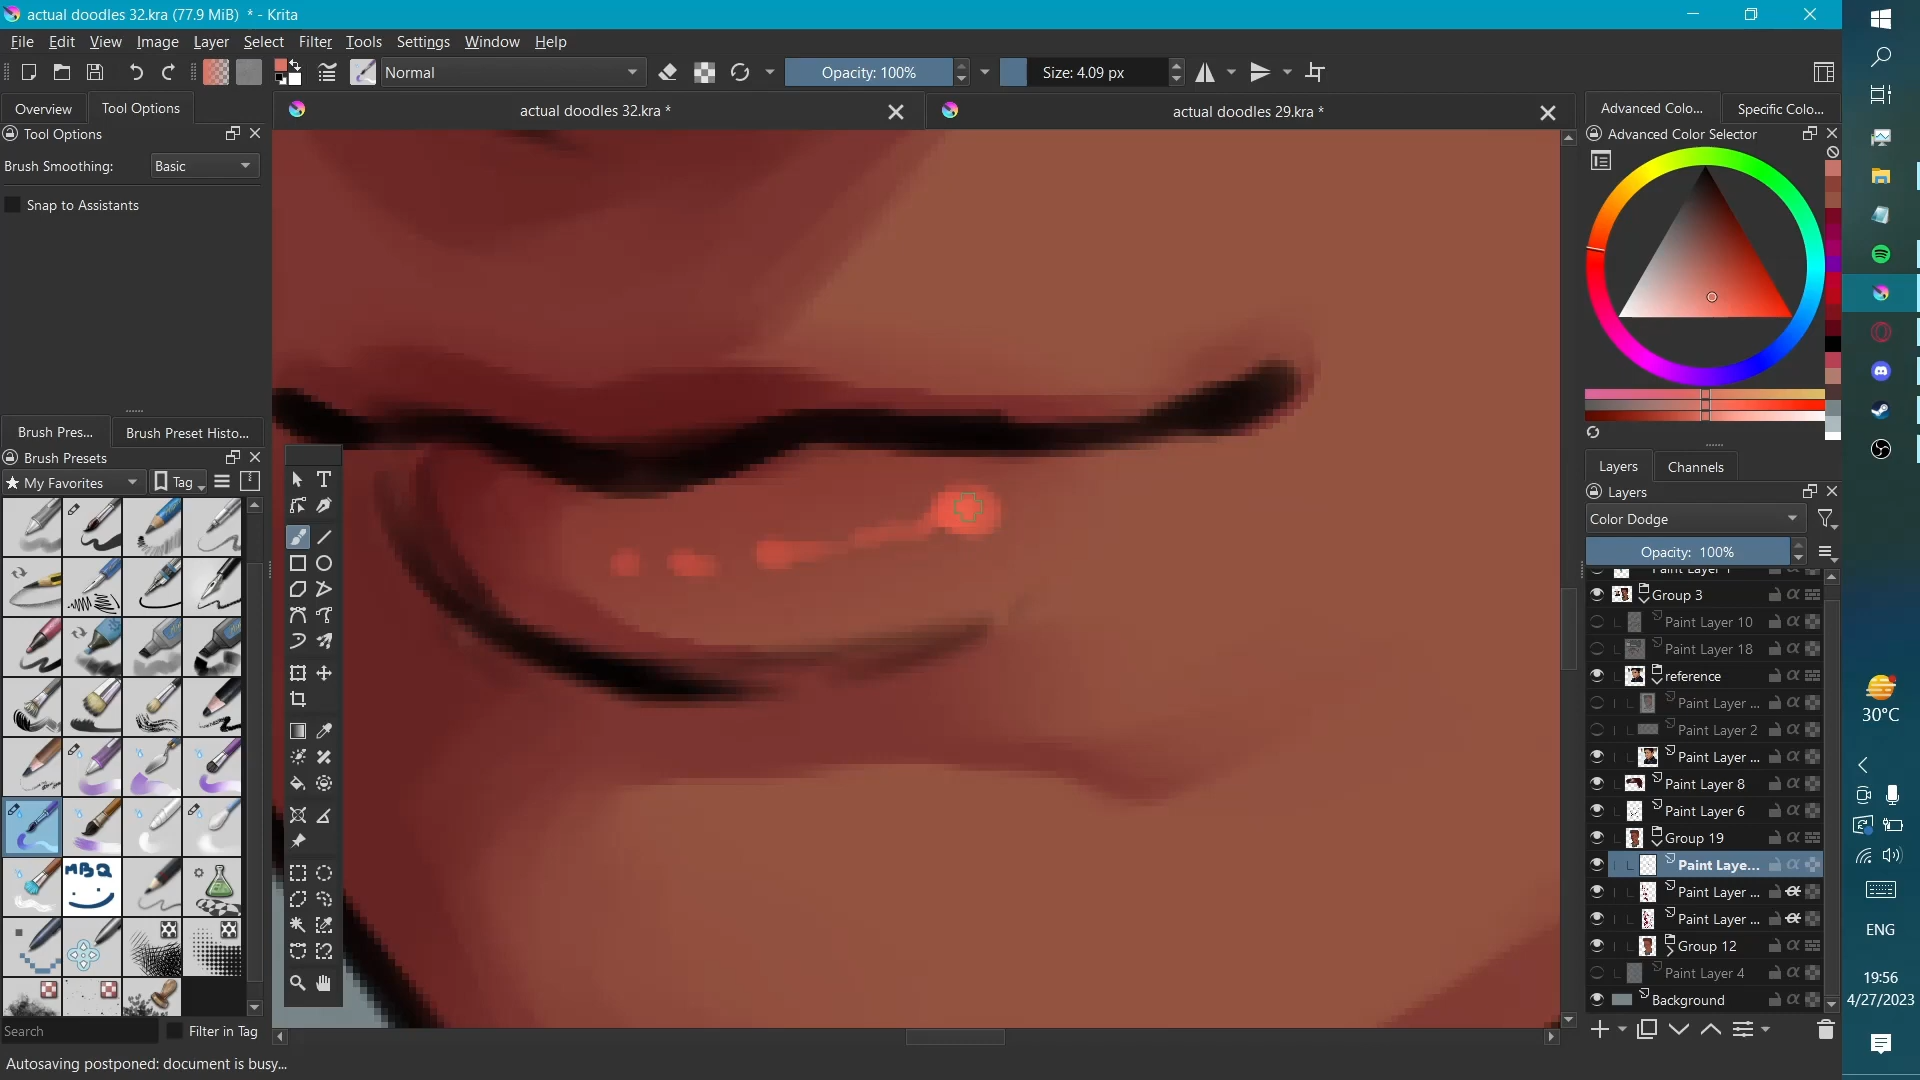 actual doodles 32.kra (77.9 MiB)  * - Krita
File Edit View Image Layer Select Filter Tools Settings Window Help
Normal
Opacity: 100%
Size: 4.09 px
Overview
Tool Options
actual doodles 32.kra *
actual doodles 29.kra *
Advanced Colo...
Specific Colo...
Tool Options
Advanced Color Selector
Brush Smoothing:
Basic
Snap to Assistants
Brush Pres...
Brush Preset Histo...
Brush Presets
My Favorites
Tag
Layers
Channels
Layers
Color Dodge
Opacity: 100%
Paint Layer 1
Group 3
Paint Layer 10
Paint Layer 18
reference
Paint Layer ...
Paint Layer 2
Paint Layer ...
Paint Layer 8
Paint Layer 6
Group 19
Paint Laye...
Paint Layer ...
Paint Layer ...
Group 12
Paint Layer 4
Background
MBQ
Search
Filter in Tag
Autosaving postponed: document is busy...
30°C
ENG
19:56
4/27/2023